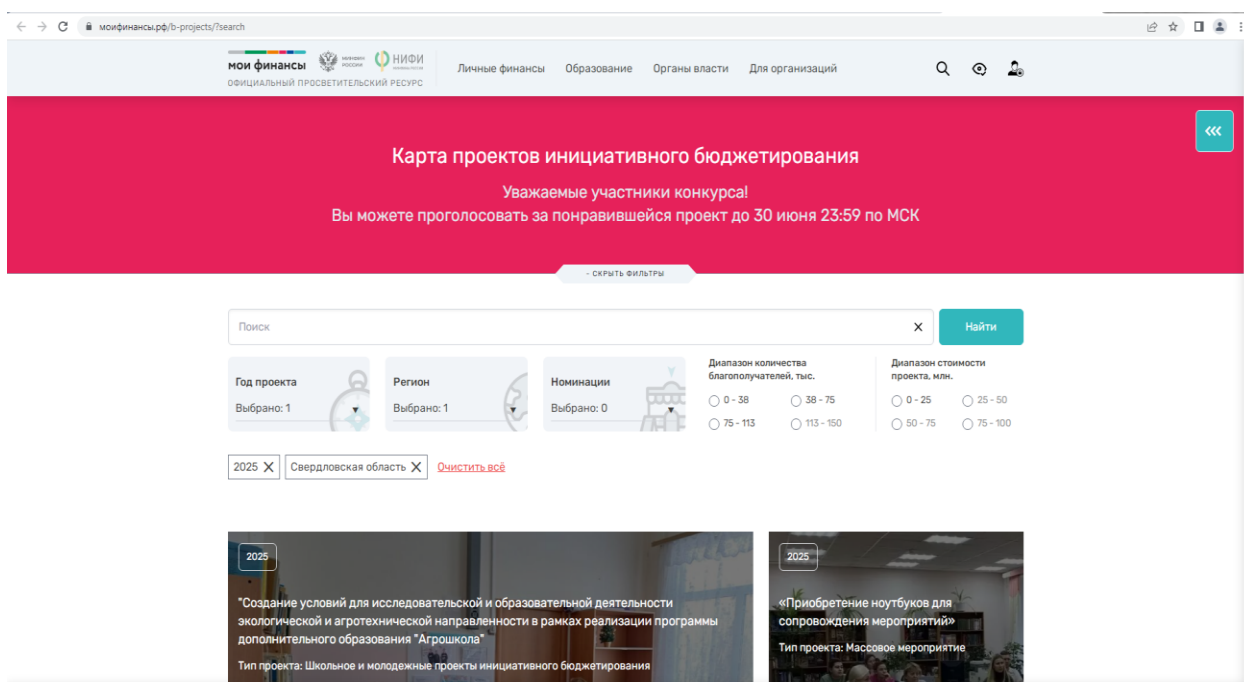 моифинансы.рф/b-projects/?search
мои финансы
НИФИ
ОФИЦИАЛЬНЫЙ ПРОСВЕТИТЕЛЬСКИЙ РЕСУРС
Личные финансы Образование Органы власти Для организаций
Карта проектов инициативного бюджетирования
Уважаемые участники конкурса!
Вы можете проголосовать за понравившейся проект до 30 июня 23:59 по МСК
- СКРЫТЬ ФИЛЬТРЫ
Поиск
Найти
Год проекта
Выбрано: 1
Регион
Выбрано: 1
Номинации
Выбрано: 0
Диапазон количества
благополучателей, тыс.
0 - 38 38 - 75
75 - 113 113 - 150
Диапазон стоимости
проекта, млн.
0 - 25 25 - 50
50 - 75 75 - 100
2025 Свердловская область Очистить всё
2025
"Создание условий для исследовательской и образовательной деятельности
экологической и агротехнической направленности в рамках реализации программы
дополнительного образования "Агрошкола"
Тип проекта: Школьное и молодежные проекты инициативного бюджетирования
2025
«Приобретение ноутбуков для
сопровождения мероприятий»
Тип проекта: Массовое мероприятие